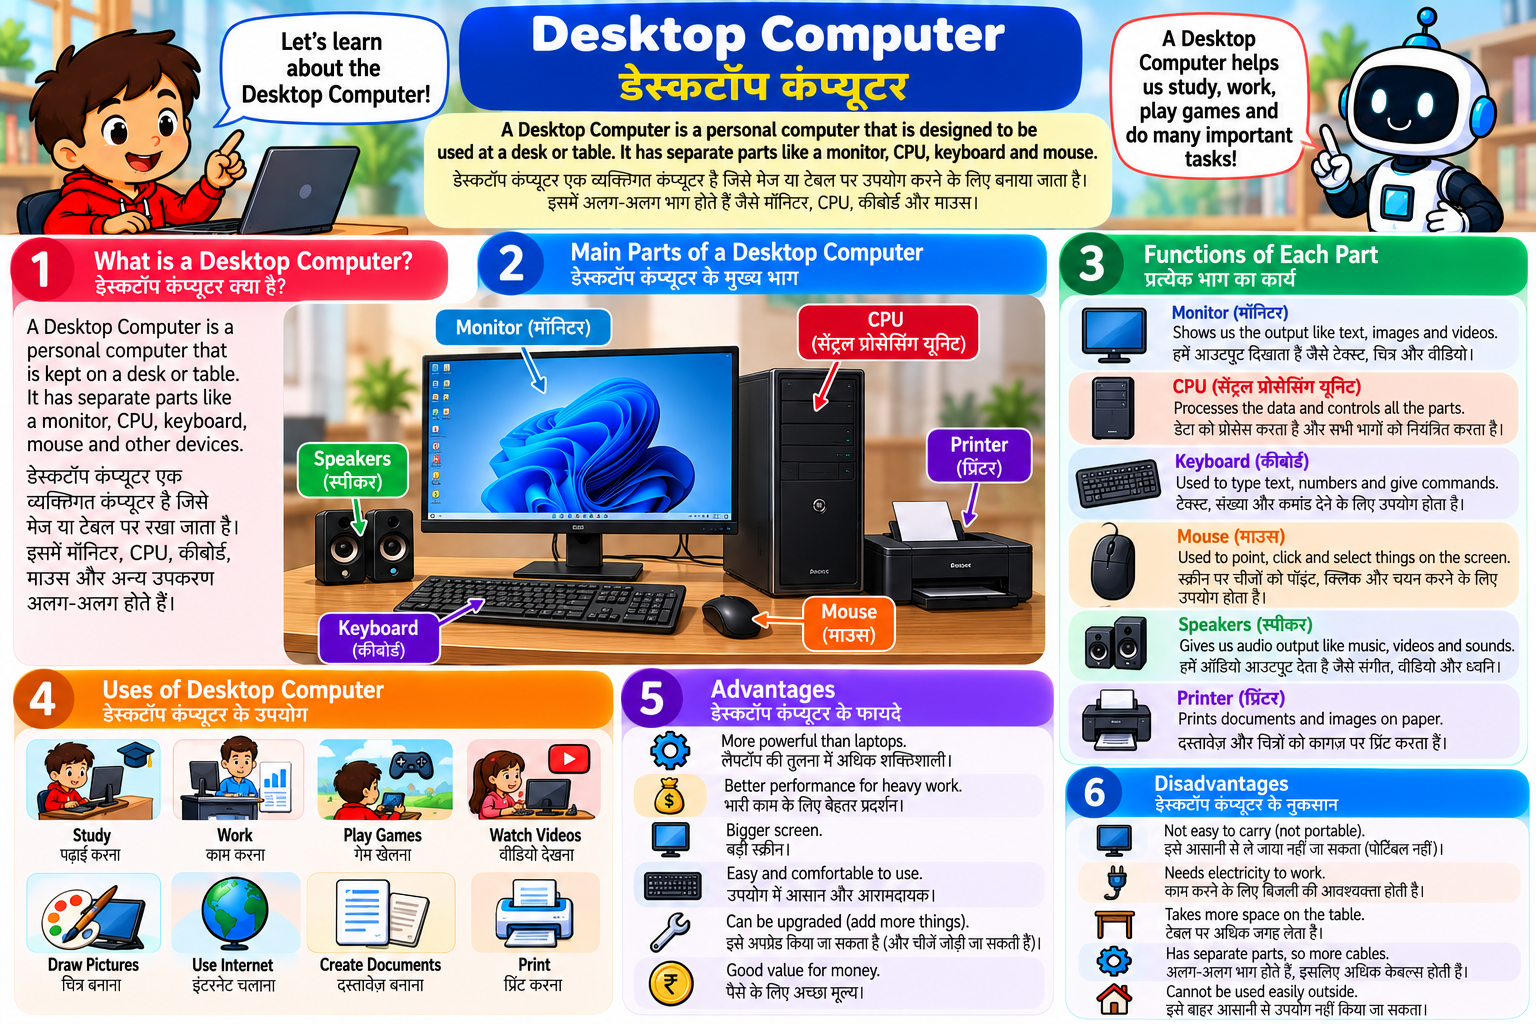 Let's learn
about the
Desktop Computer!
Desktop Computer
डेस्कटॉप कंप्यूटर
A Desktop Computer is a personal computer that is designed to be
used at a desk or table. It has separate parts like a monitor, CPU, keyboard and mouse.
डेस्कटॉप कंप्यूटर एक व्यक्तिगत कंप्यूटर है जिसे मेज या टेबल पर उपयोग करने के लिए बनाया जाता है।
इसमें अलग-अलग भाग होते हैं जैसे मॉनिटर, CPU, कीबोर्ड और माउस।
A Desktop
Computer helps
us study, work,
play games and
do many important
tasks!
1 What is a Desktop Computer?
डेस्कटॉप कंप्यूटर क्या है?
A Desktop Computer is a
personal computer that
is kept on a desk or table.
It has separate parts like
a monitor, CPU, keyboard,
mouse and other devices.
डेस्कटॉप कंप्यूटर एक
व्यक्तिगत कंप्यूटर है जिसे
मेज या टेबल पर रखा जाता है।
इसमें मॉनिटर, CPU, कीबोर्ड,
माउस और अन्य उपकरण
अलग-अलग होते हैं।
2 Main Parts of a Desktop Computer
डेस्कटॉप कंप्यूटर के मुख्य भाग
Monitor (मॉनिटर)
CPU
(सेंट्रल प्रोसेसिंग यूनिट)
Speakers
(स्पीकर)
Printer
(प्रिंटर)
Keyboard
(कीबोर्ड)
Mouse
(माउस)
3 Functions of Each Part
प्रत्येक भाग का कार्य
Monitor (मॉनिटर)
Shows us the output like text, images and videos.
हमें आउटपुट दिखाता हैं जैसे टेक्स्ट, चित्र और वीडियो।
CPU (सेंट्रल प्रोसेसिंग यूनिट)
Processes the data and controls all the parts.
डेटा को प्रोसेस करता है और सभी भागों को नियंत्रित करता है।
Keyboard (कीबोर्ड)
Used to type text, numbers and give commands.
टेक्स्ट, संख्या और कमांड देने के लिए उपयोग होता है।
Mouse (माउस)
Used to point, click and select things on the screen.
स्क्रीन पर चीजों को पॉइंट, क्लिक और चयन करने के लिए
उपयोग होता है।
Speakers (स्पीकर)
Gives us audio output like music, videos and sounds.
हमें ऑडियो आउटपुट देता है जैसे संगीत, वीडियो और ध्वनि।
Printer (प्रिंटर)
Prints documents and images on paper.
दस्तावेज़ और चित्रों को कागज़ पर प्रिंट करता हैं।
4 Uses of Desktop Computer
डेस्कटॉप कंप्यूटर के उपयोग
Study
पढ़ाई करना
Work
काम करना
Play Games
गेम खेलना
Watch Videos
वीडियो देखना
Draw Pictures
चित्र बनाना
Use Internet
इंटरनेट चलाना
Create Documents
दस्तावेज़ बनाना
Print
प्रिंट करना
5 Advantages
डेस्कटॉप कंप्यूटर के फायदे
More powerful than laptops.
लैपटॉप की तुलना में अधिक शक्तिशाली।
Better performance for heavy work.
भारी काम के लिए बेहतर प्रदर्शन।
Bigger screen.
बड़ी स्क्रीन।
Easy and comfortable to use.
उपयोग में आसान और आरामदायक।
Can be upgraded (add more things).
इसे अपग्रेड किया जा सकता है (और चीजें जोड़ी जा सकती हैं)।
₹
Good value for money.
पैसे के लिए अच्छा मूल्य।
6 Disadvantages
डेस्कटॉप कंप्यूटर के नुकसान
Not easy to carry (not portable).
इसे आसानी से ले जाया नहीं जा सकता (पोर्टेबल नहीं)।
Needs electricity to work.
काम करने के लिए बिजली की आवश्यकता होती है।
Takes more space on the table.
टेबल पर अधिक जगह लेता है।
Has separate parts, so more cables.
अलग-अलग भाग होते हैं, इसलिए अधिक केबल्स होती हैं।
Cannot be used easily outside.
इसे बाहर आसानी से उपयोग नहीं किया जा सकता।